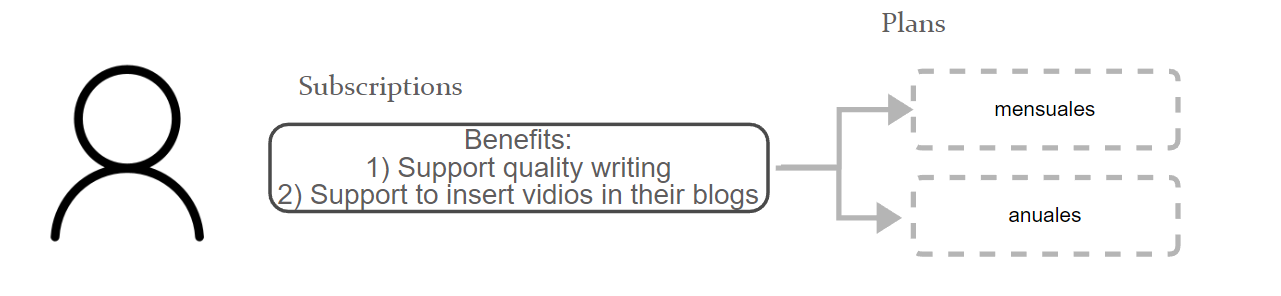 Plans
Subscriptions
mensuales
Benefits:
1) Support quality writing
2) Support to insert vidios in their blogs
anuales